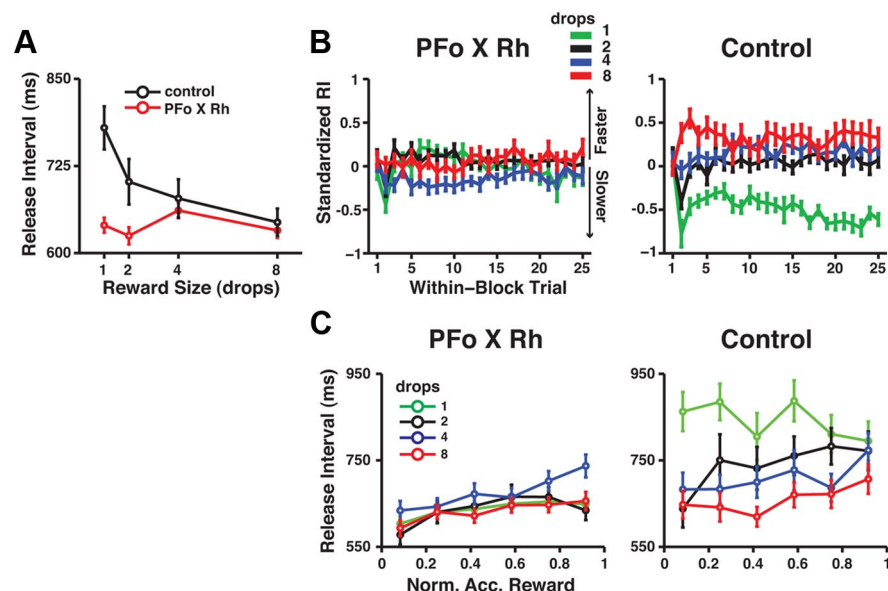 A
B
drops
1
2
4
8
PFo X Rh
Control
850
725
600
Release Interval (ms)
control
PFo X Rh
1 2 4 8
Reward Size (drops)
Standardized RI
1
0.5
0
−0.5
−1
Faster
Slower
1 5 10 15 20 25
Within−Block Trial
1
0.5
0
−0.5
−1
1 5 10 15 20 25
C
PFo X Rh
Control
Release Interval (ms)
950
750
550
drops
1
2
4
8
0 0.2 0.4 0.6 0.8 1
Norm. Acc. Reward
950
750
550
0 0.2 0.4 0.6 0.8 1